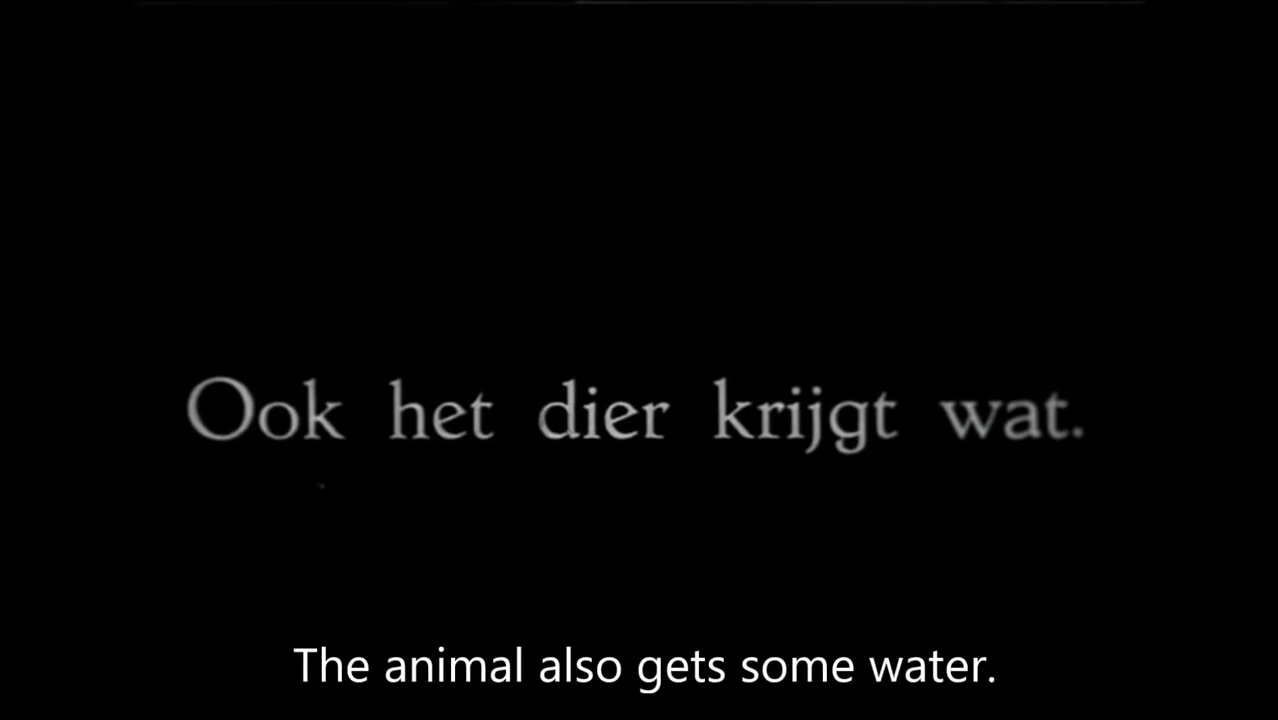 Ook het dier krijgt wat.
The animal also gets some water.